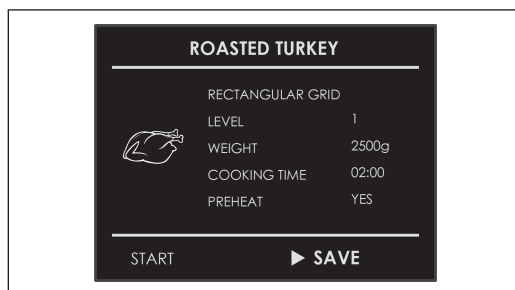 ROASTED TURKEY
RECTANGULAR GRID
LEVEL 1
WEIGHT 2500g
COOKING TIME 02:00
PREHEAT YES
START ▶ SAVE